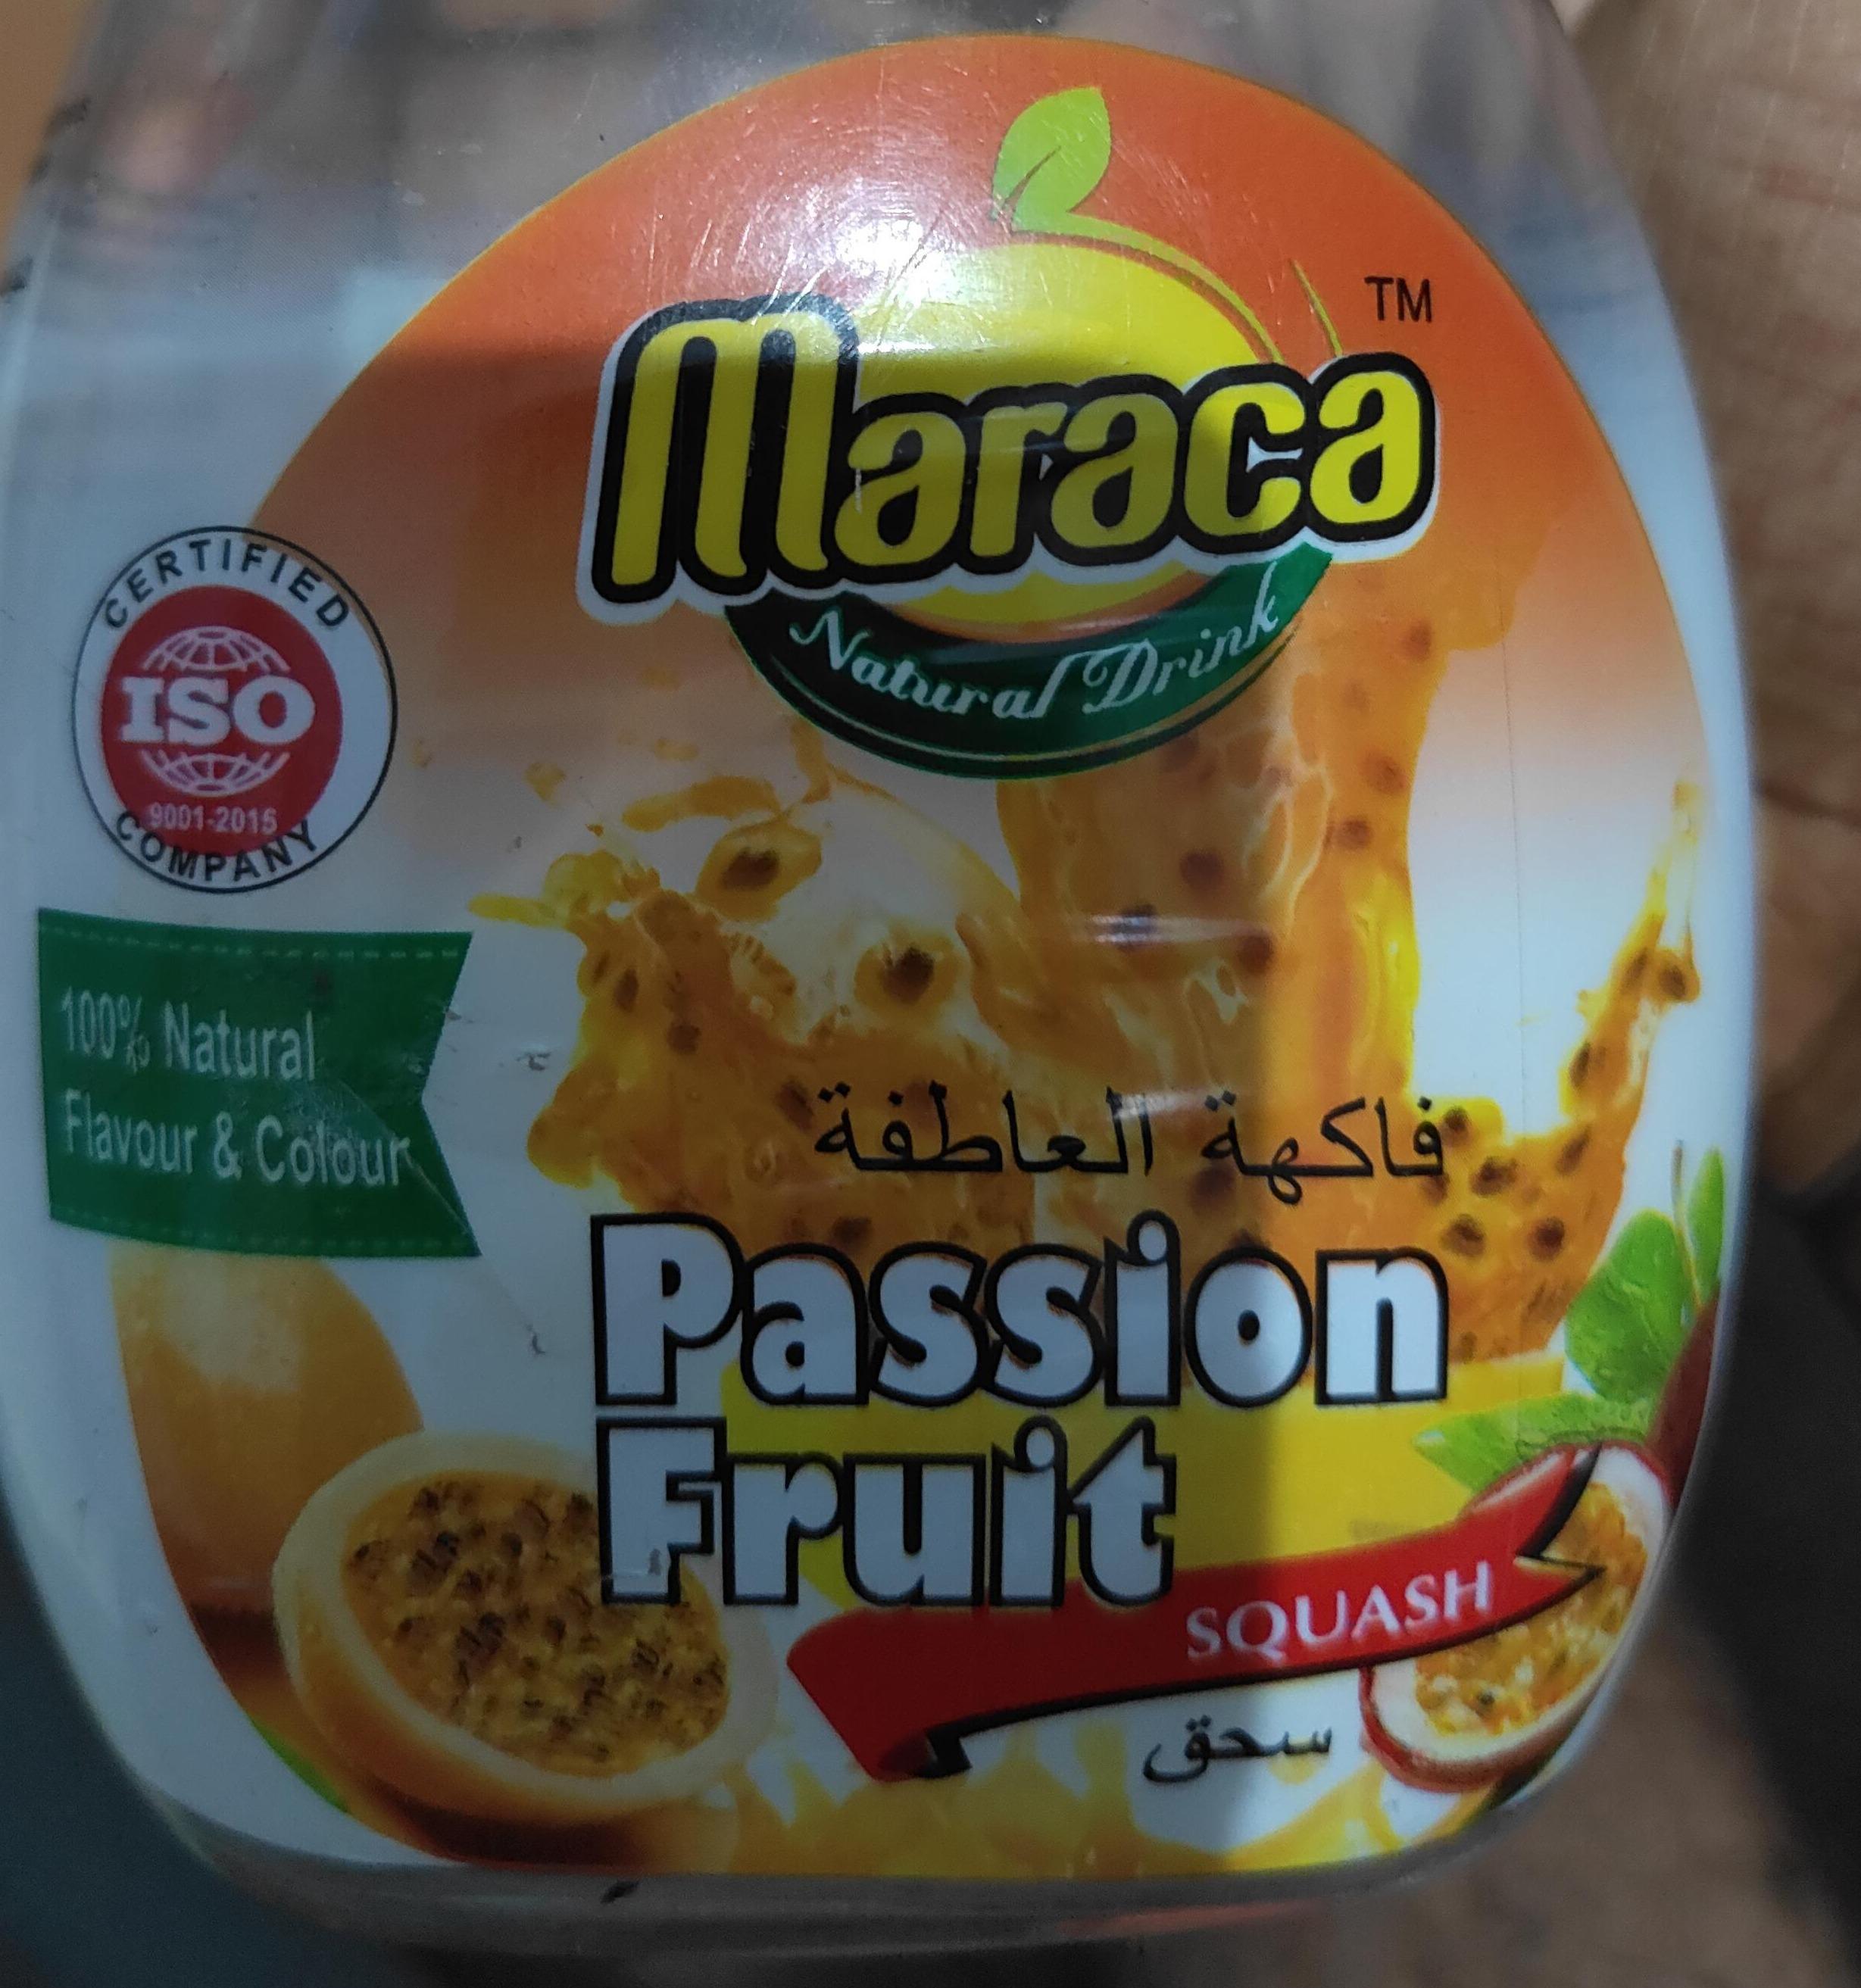 Maraca
TM
Natural Drink
CERTIFIED
ISO
9001-2015
COMPANY
100% Natural
Flavour & Colour
فاكهة العاطفة
Passion
Fruit
SQUASH
سحق